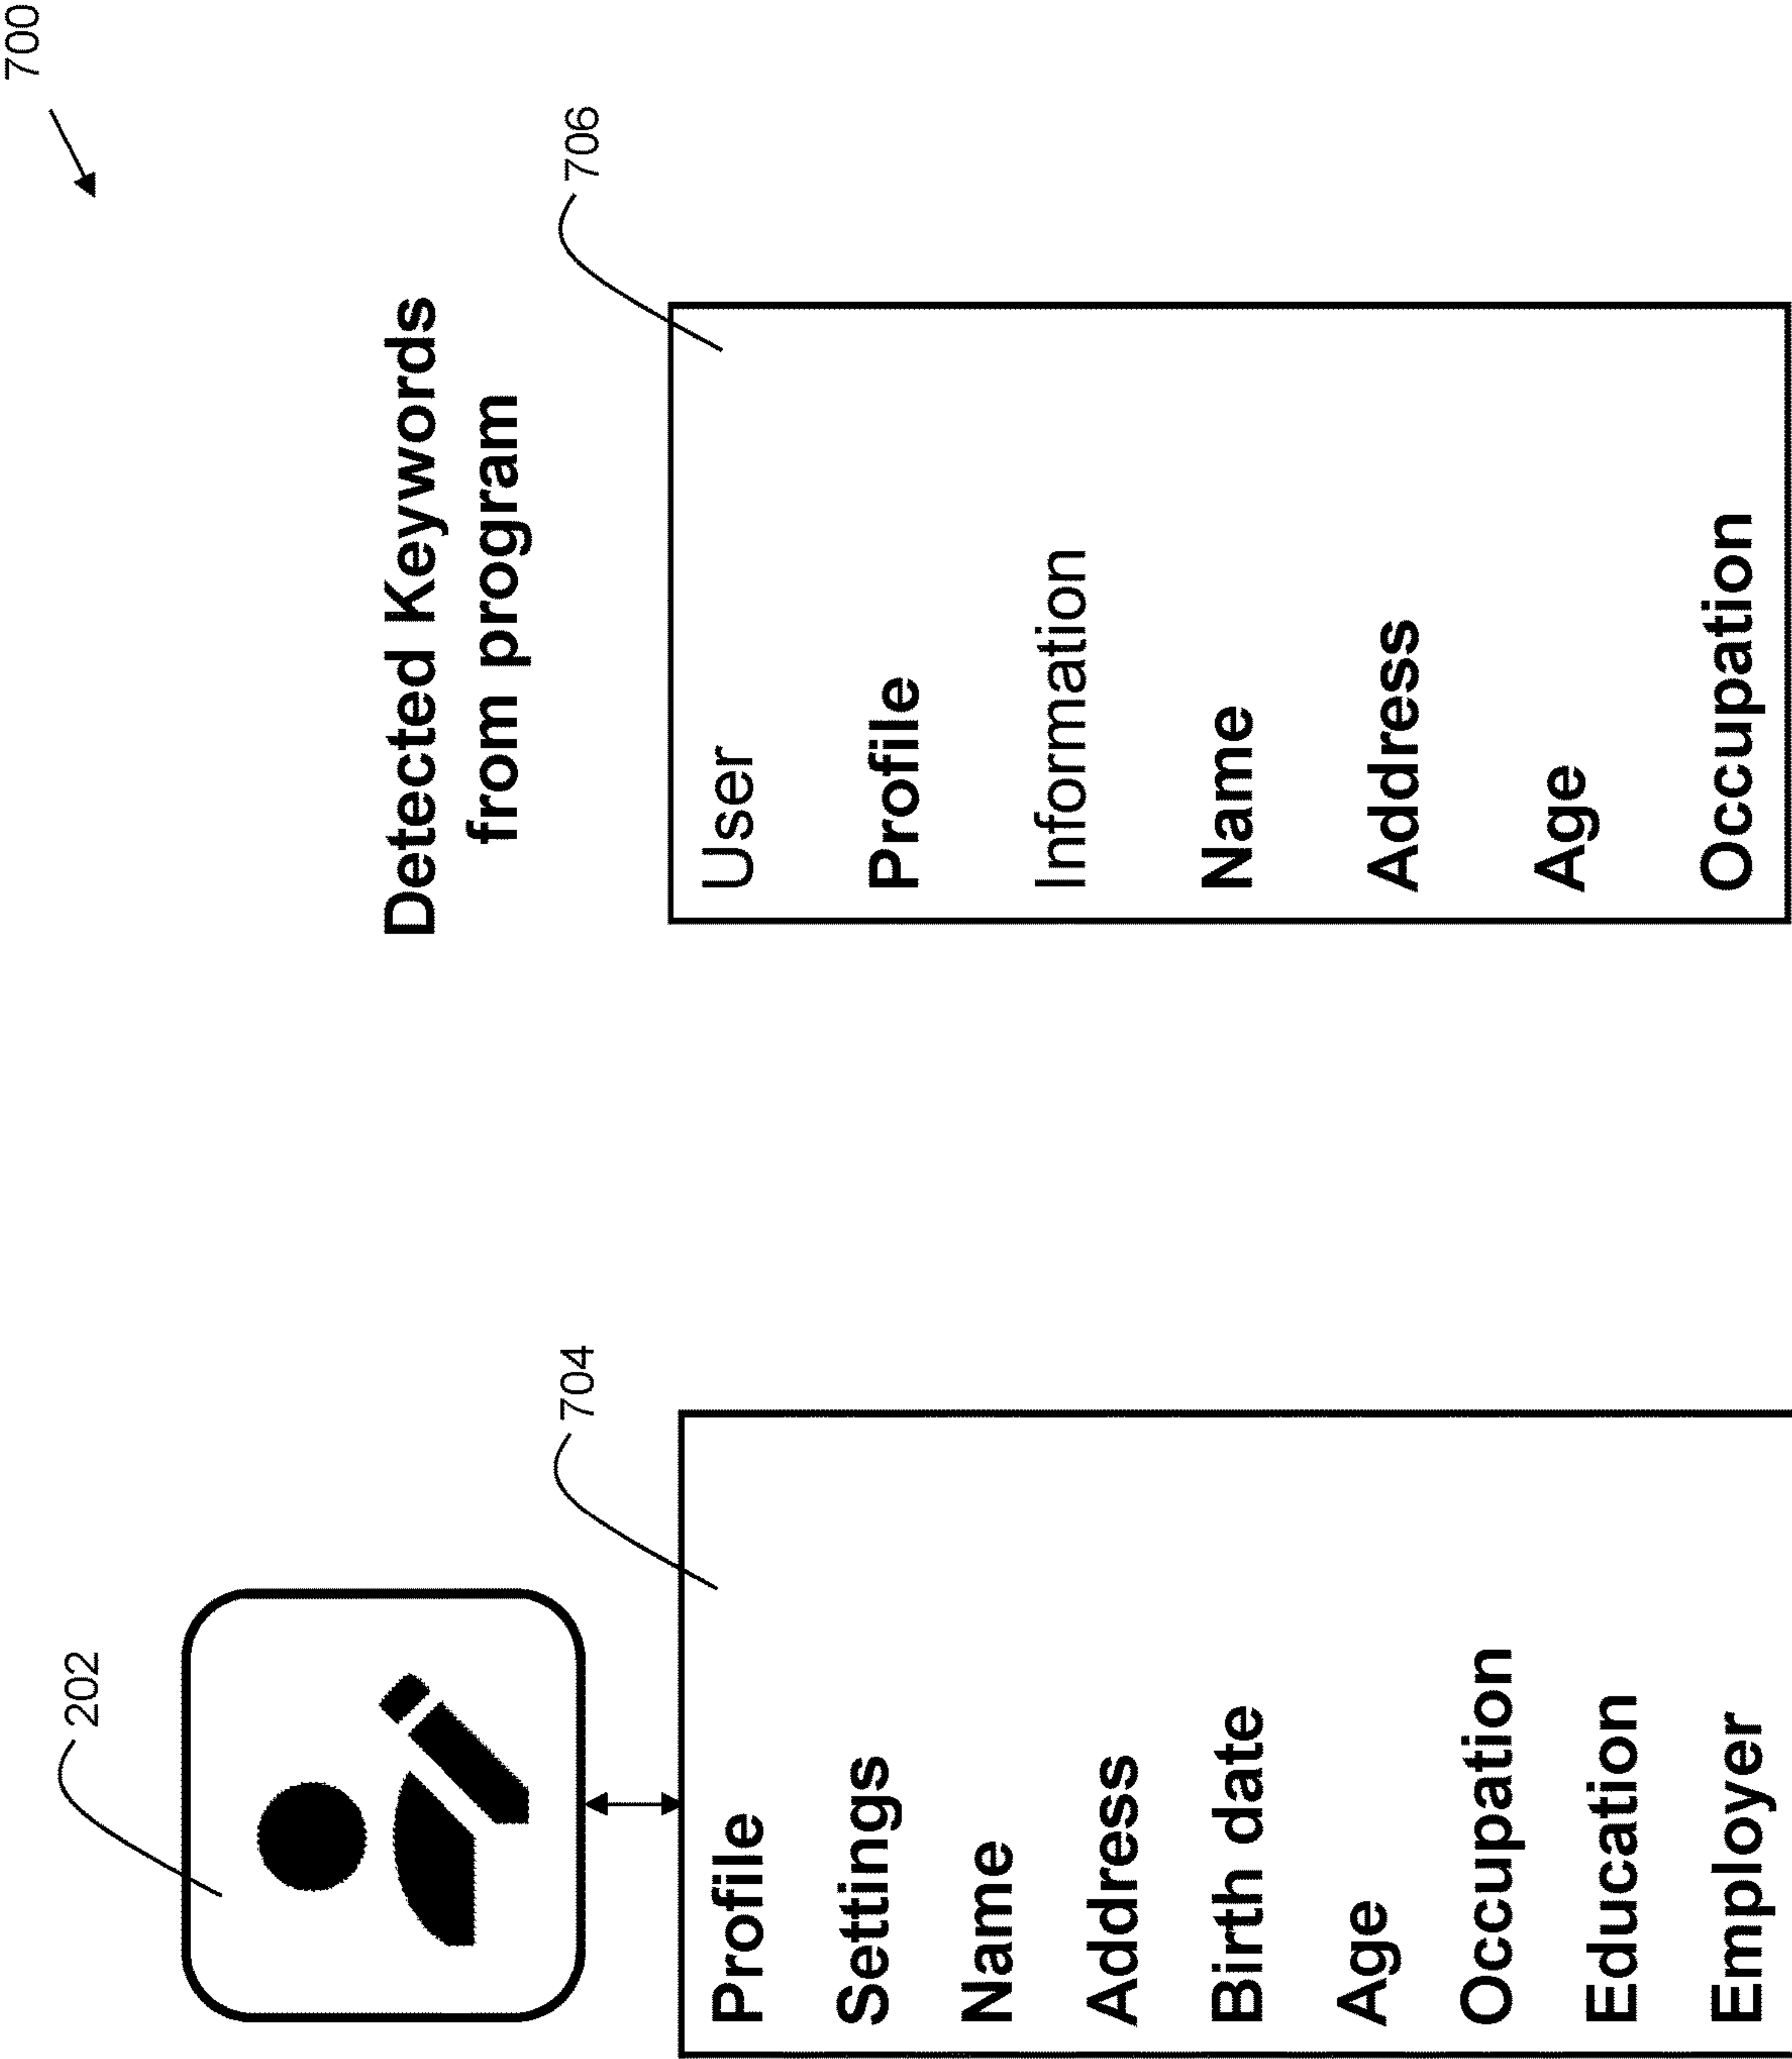 700
202
704
Profile
Settings
Name
Address
Birth date
Age
Occupation
Education
Employer
Detected Keywords
from program
706
User
Profile
Information
Name
Address
Age
Occupation